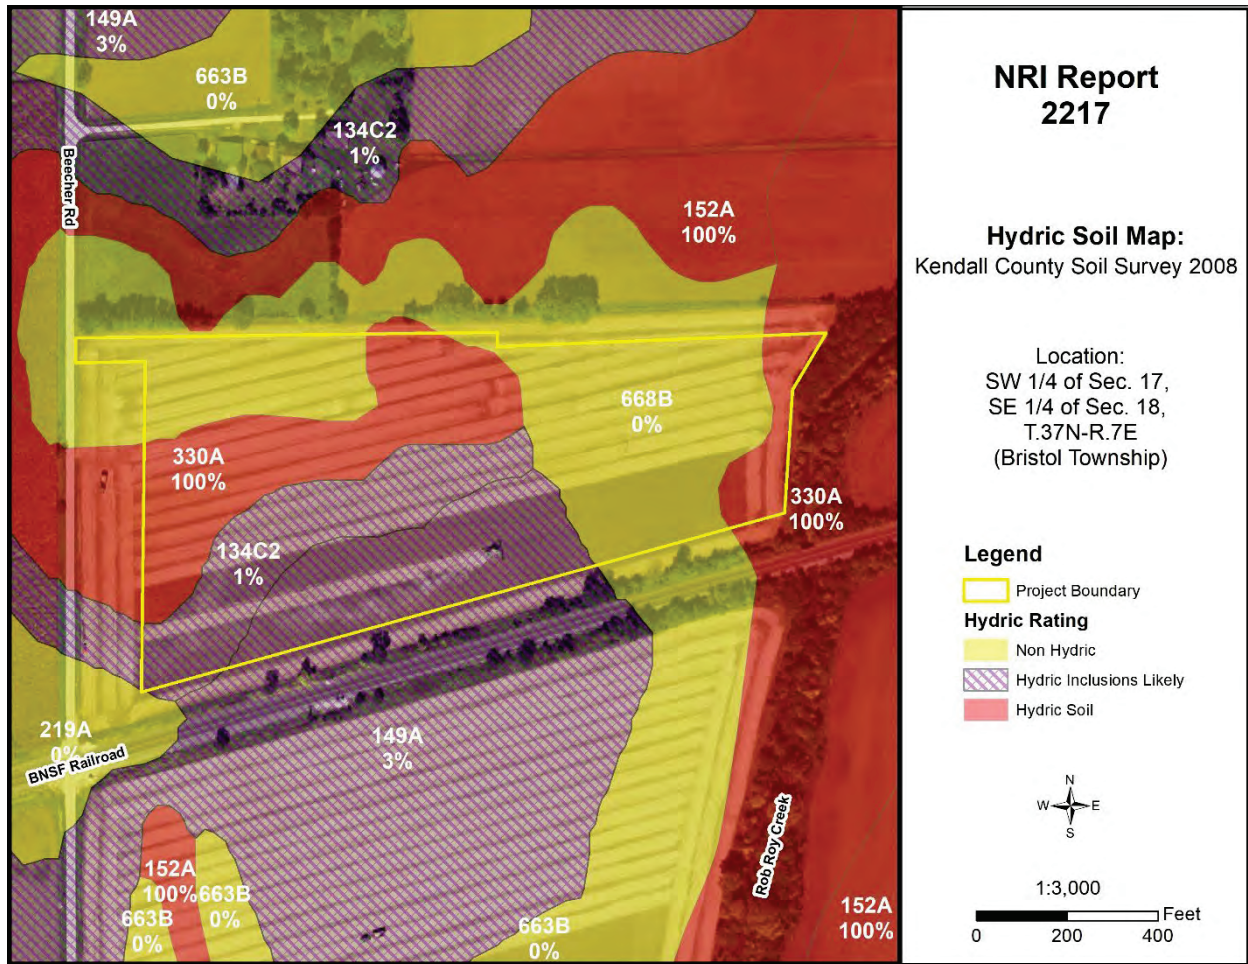 149A
3%
663B
0%
134C2
1%
Beecher Rd
152A
100%
668B
0%
330A
100%
330A
100%
134C2
1%
219A
0%
BNSF Railroad
149A
3%
152A
100%
663B
0%
663B
0%
Rob Roy Creek
663B
0%
152A
100%
NRI Report
2217
Hydric Soil Map:
Kendall County Soil Survey 2008
Location:
SW 1/4 of Sec. 17,
SE 1/4 of Sec. 18,
T.37N-R.7E
(Bristol Township)
Legend
Project Boundary
Hydric Rating
Non Hydric
Hydric Inclusions Likely
Hydric Soil
N
W E
S
1:3,000
Feet
0 200 400